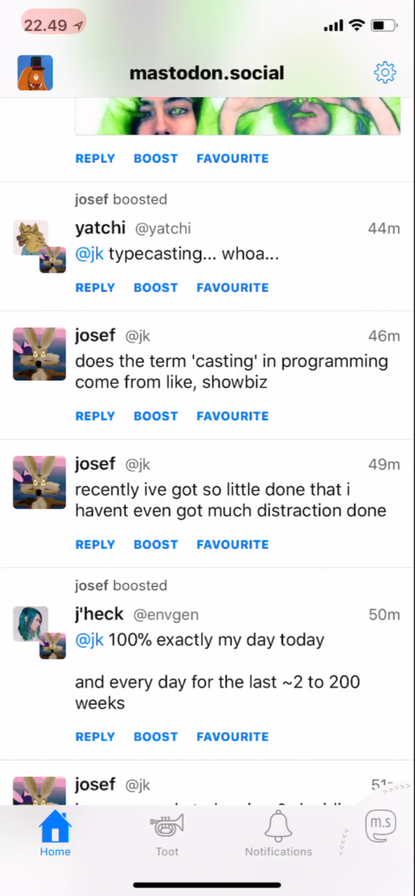 22.49
mastodon.social
REPLY BOOST FAVOURITE
josef boosted
yatchi @yatchi 44m
@jk typecasting... whoa...
REPLY BOOST FAVOURITE
josef @jk 46m
does the term 'casting' in programming
come from like, showbiz
REPLY BOOST FAVOURITE
josef @jk 49m
recently ive got so little done that i
havent even got much distraction done
REPLY BOOST FAVOURITE
josef boosted
j'heck @envgen 50m
@jk 100% exactly my day today
and every day for the last ~2 to 200
weeks
REPLY BOOST FAVOURITE
josef @jk
m.s
Home Toot Notifications